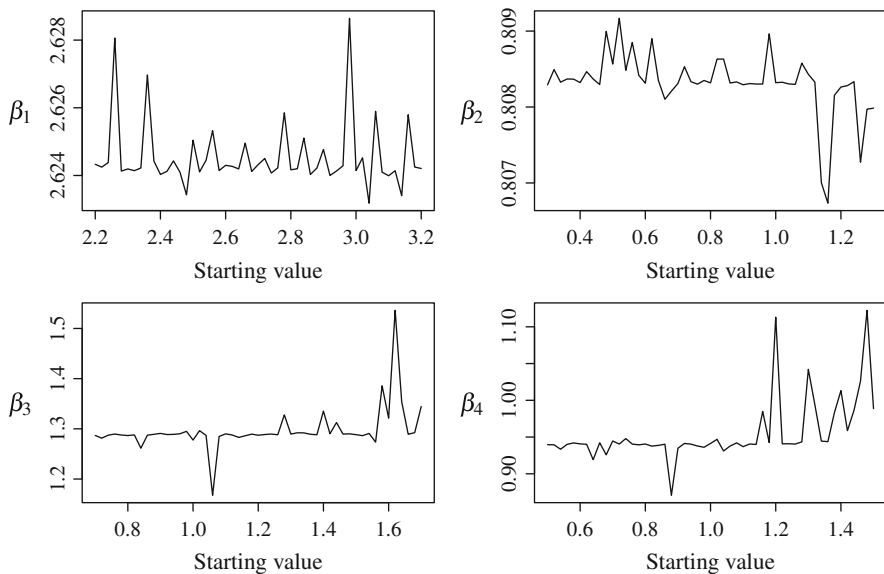 β1
2.624 2.626 2.628
2.2 2.4 2.6 2.8 3.0 3.2
Starting value
β2
0.807 0.808 0.809
0.4 0.6 0.8 1.0 1.2
Starting value
β3
1.2 1.3 1.4 1.5
0.8 1.0 1.2 1.4 1.6
Starting value
β4
0.90 1.00 1.10
0.6 0.8 1.0 1.2 1.4
Starting value